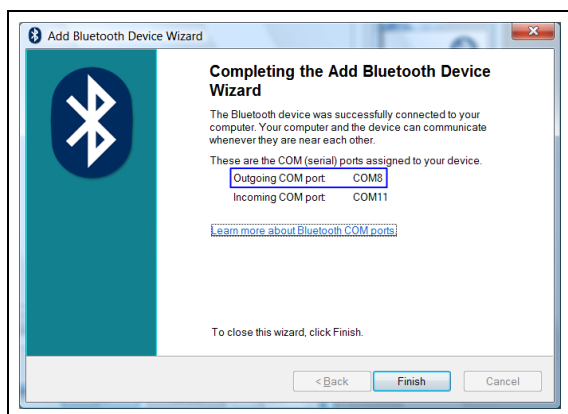 Add Bluetooth Device Wizard
Completing the Add Bluetooth Device
Wizard
The Bluetooth device was successfully connected to your
computer. Your computer and the device can communicate
whenever they are near each other.
These are the COM (serial) ports assigned to your device.
Outgoing COM port: COM8
Incoming COM port: COM11
Learn more about Bluetooth COM ports.
To close this wizard, click Finish.
< Back Finish Cancel